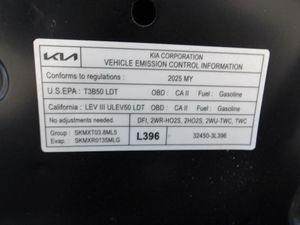 KIA
KIA CORPORATION
VEHICLE EMISSION CONTROL INFORMATION
Conforms to regulations : 2025 MY
U.S.EPA : T3B50 LDT OBD : CA II Fuel : Gasoline
California : LEV III ULEV50 LDT OBD : CA II Fuel : Gasoline
No adjustments needed. DFI, 2WR-HO2S, 2HO2S, 2WU-TWC, TWC
Group : SKMXT03.8ML5 L396 32450-3L396
Evap. : SKMXR0135MLG